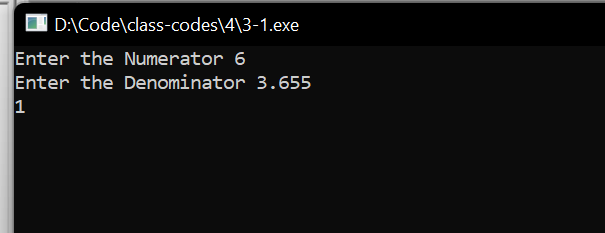 D:\Code\class-codes\4\3-1.exe
Enter the Numerator 6
Enter the Denominator 3.655
1